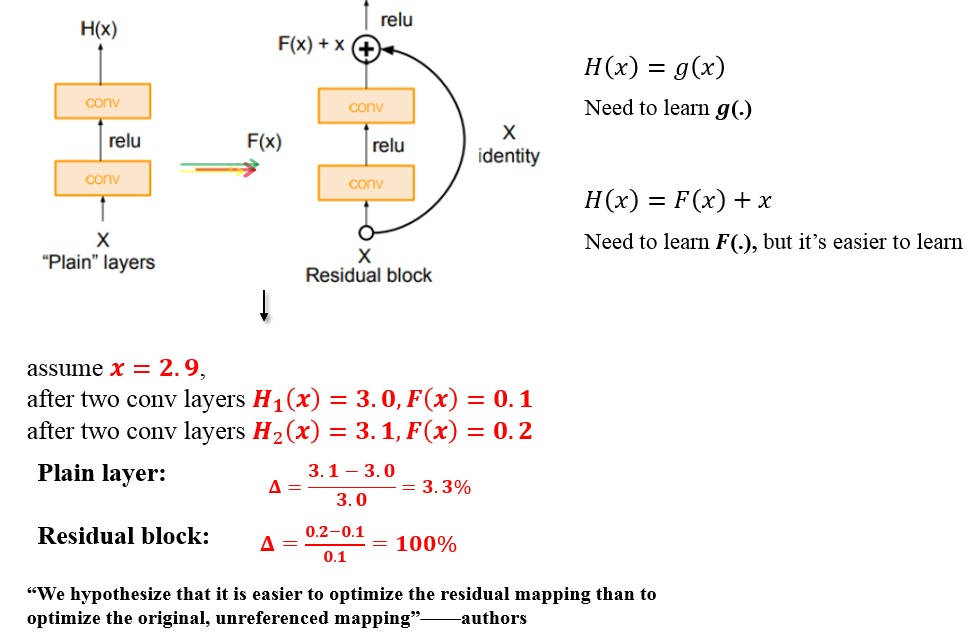 H(x)
conv
relu
conv
X
"Plain" layers
relu
F(x) + x
+
conv
F(x)
relu
conv
X
identity
X
Residual block
H(x) = g(x)
Need to learn g(.)
H(x) = F(x) + x
Need to learn F(.), but it's easier to learn
assume x = 2.9,
after two conv layers H₁(x) = 3.0, F(x) = 0.1
after two conv layers H₂(x) = 3.1, F(x) = 0.2
Plain layer: Δ = (3.1 − 3.0)/3.0 = 3.3%
Residual block: Δ = (0.2−0.1)/0.1 = 100%
“We hypothesize that it is easier to optimize the residual mapping than to
optimize the original, unreferenced mapping”——authors